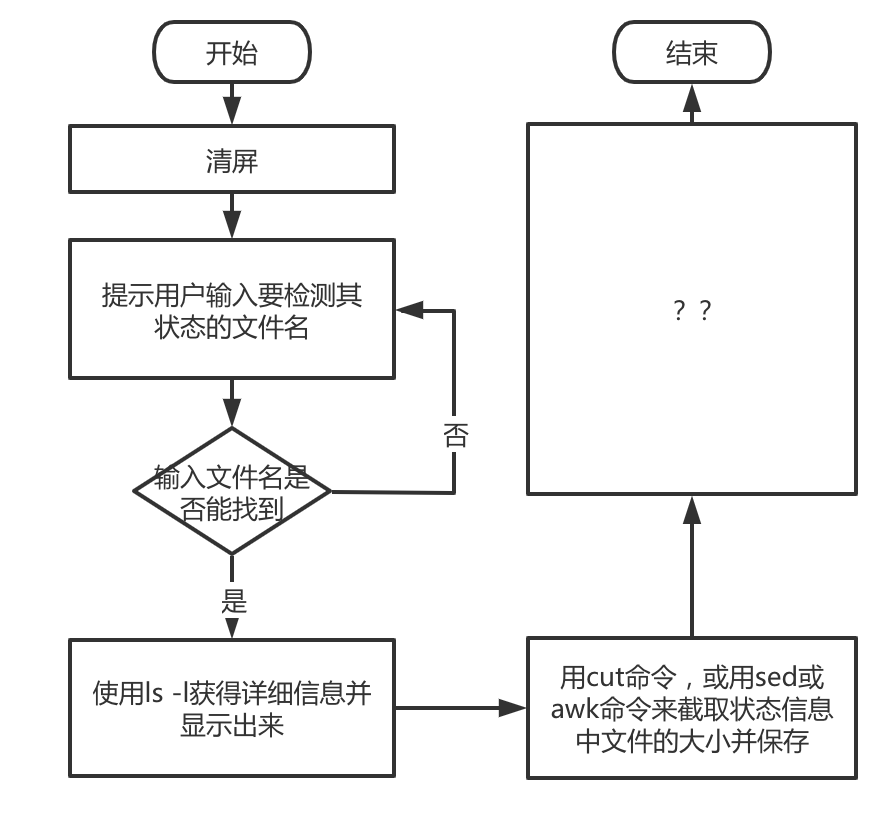 开始
清屏
提示用户输入要检测其
状态的文件名
输入文件名是
否能找到
否
是
使用ls -l获得详细信息并
显示出来
用cut命令，或用sed或
awk命令来截取状态信息
中文件的大小并保存
？？
结束